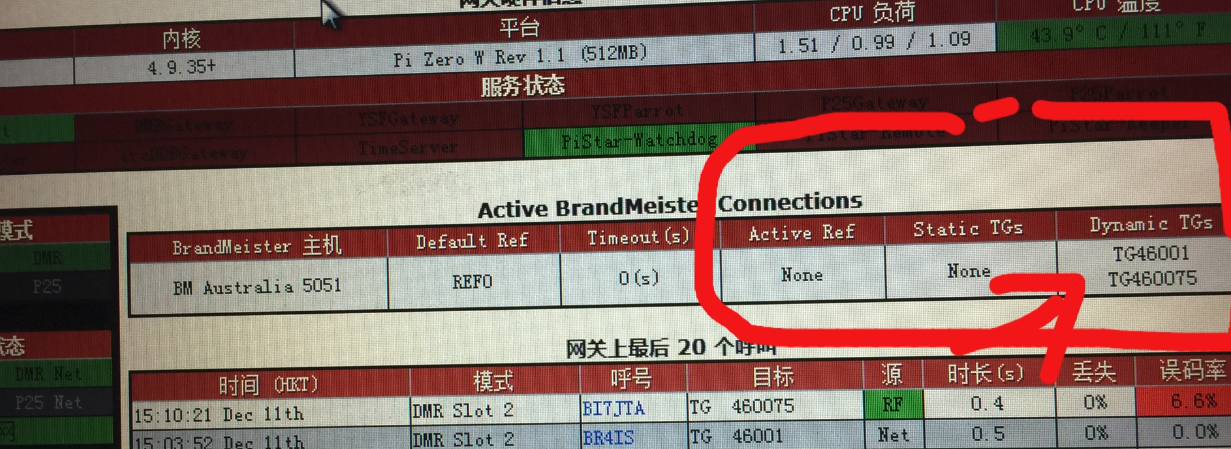 网关硬件信息
内核 平台 CPU 负荷 CPU 温度
4.9.35+ Pi Zero W Rev 1.1 (512MB) 1.51 / 0.99 / 1.09 43.9° C / 111° F
服务状态
DMRGateway YSFGateway YSFParrot P25Gateway P25Parrot
TimeServer PiStar-Watchdog PiStar-Remote PiStar-Keeper
Active BrandMeister Connections
模式
BrandMeister 主机 Default Ref Timeout(s) Active Ref Static TGs Dynamic TGs
DMR
BM Australia 5051 REF0 0(s) None None TG46001
TG460075
P25
网关上最后 20 个呼叫
状态
时间 (HKT) 模式 呼号 目标 源 时长(s) 丢失 误码率
DMR Net
15:10:21 Dec 11th DMR Slot 2 BI7JTA TG 460075 RF 0.4 0% 6.6%
P25 Net
15:03:52 Dec 11th DMR Slot 2 BR4IS TG 46001 Net 0.5 0% 0.0%